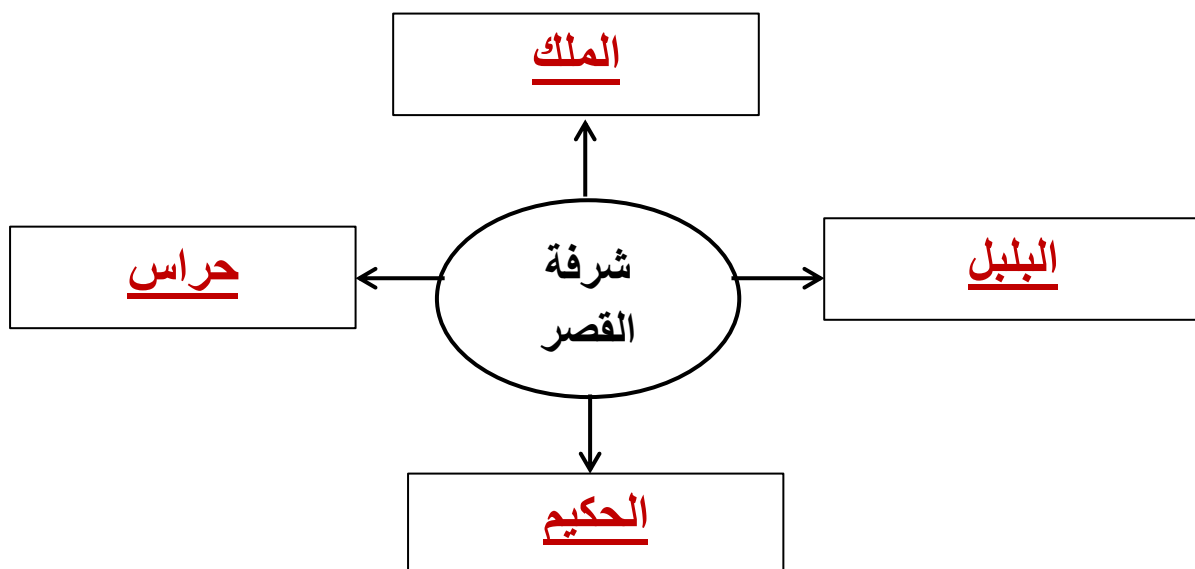 الملك
البلبل
شرفة
القصر
حراس
الحكيم